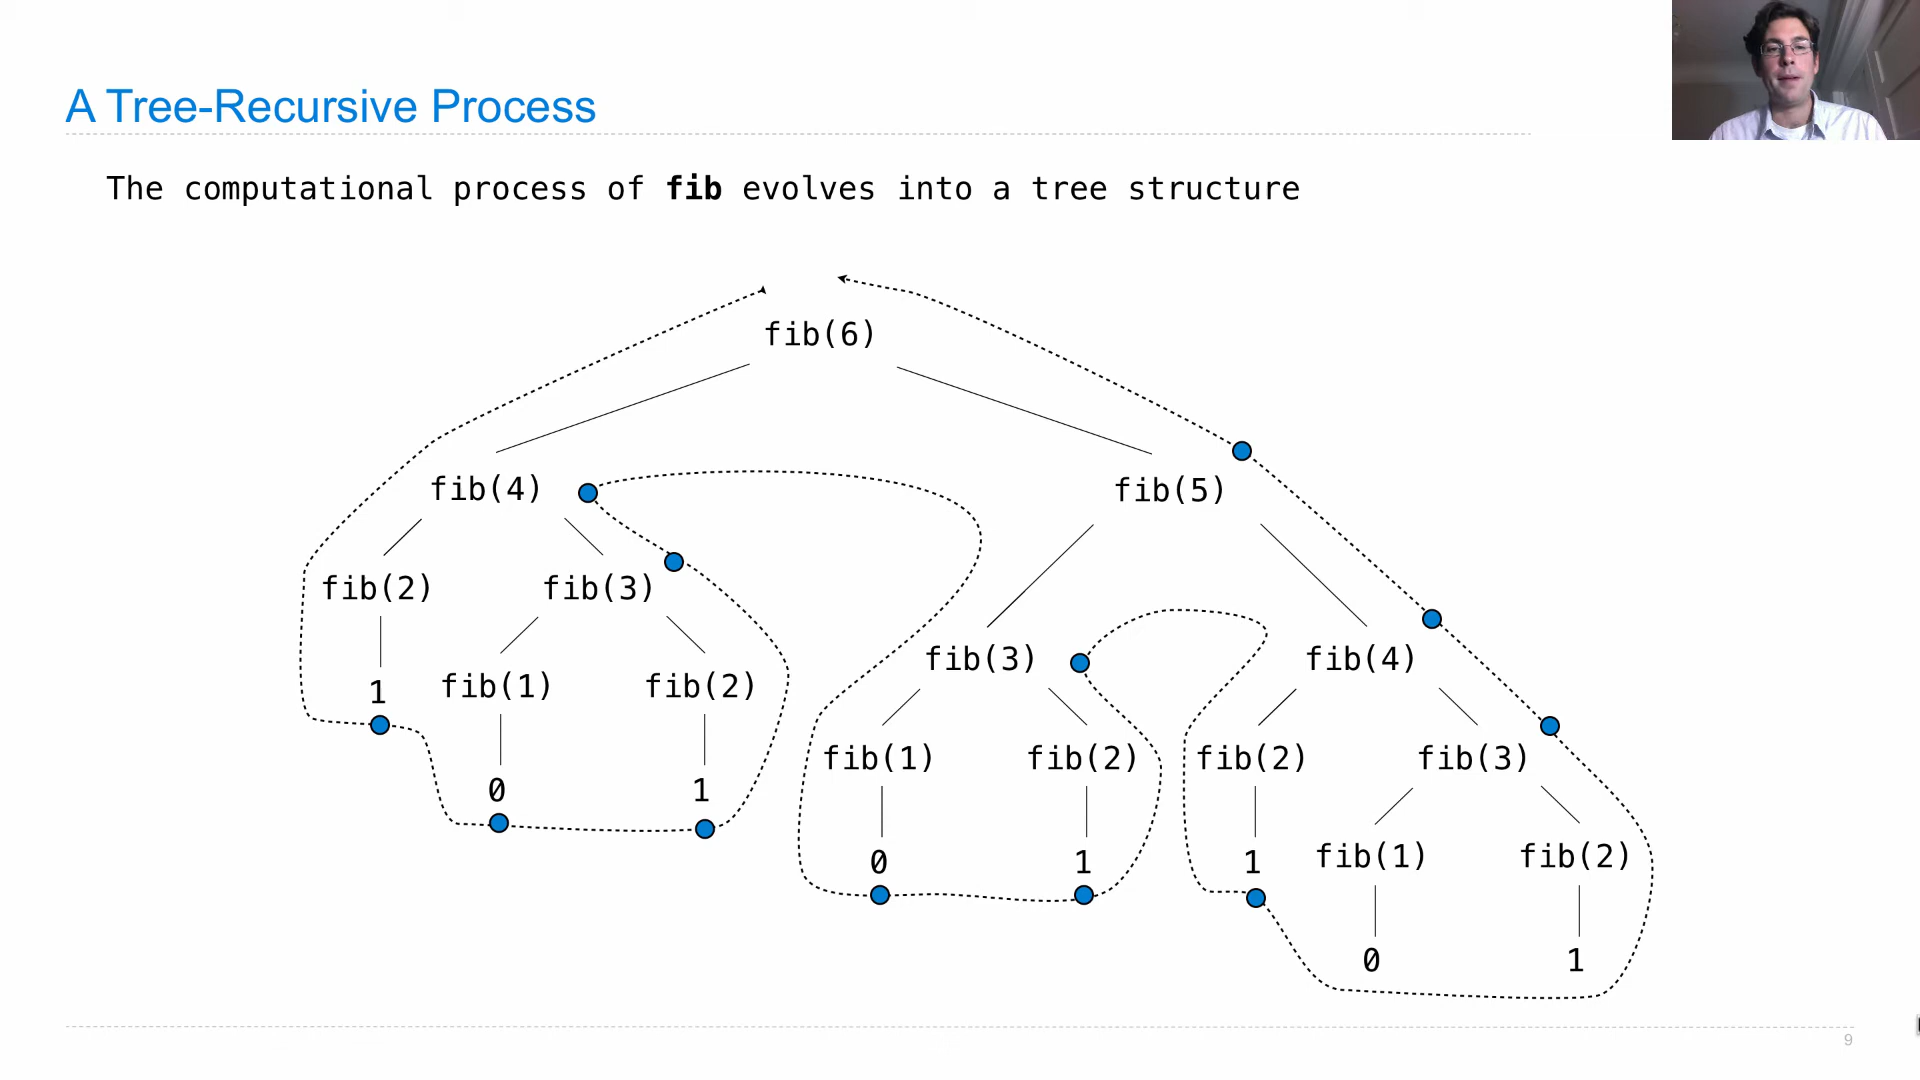 A Tree-Recursive Process
The computational process of fib evolves into a tree structure
fib(6)
fib(4) fib(5)
fib(2) fib(3)
fib(3) fib(4)
1 fib(1) fib(2)
fib(1) fib(2) fib(2) fib(3)
0 1
0 1 1 fib(1) fib(2)
0 1
9